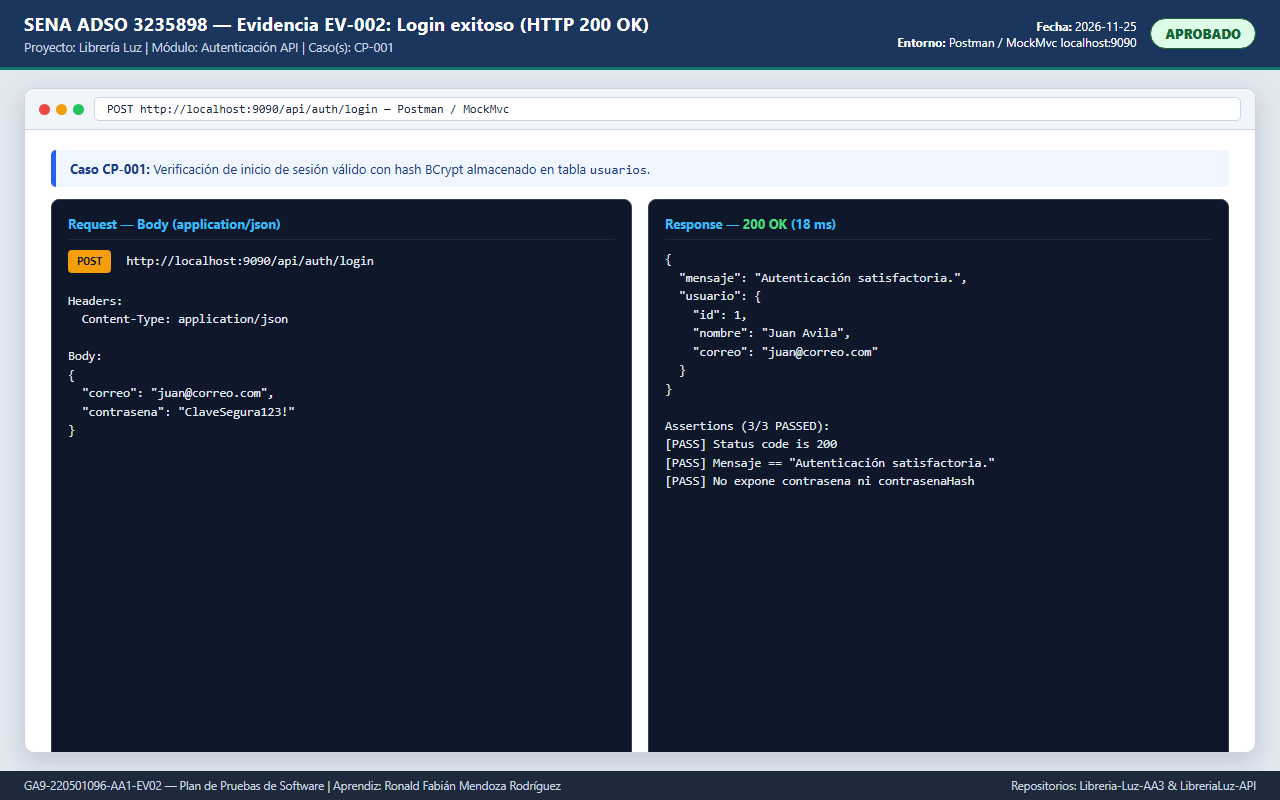 SENA ADSO 3235898 — Evidencia EV-002: Login exitoso (HTTP 200 OK)
Proyecto: Librería Luz | Módulo: Autenticación API | Caso(s): CP-001
Fecha: 2026-11-25
Entorno: Postman / MockMvc localhost:9090
APROBADO
POST http://localhost:9090/api/auth/login — Postman / MockMvc
Caso CP-001: Verificación de inicio de sesión válido con hash BCrypt almacenado en tabla usuarios.
Request — Body (application/json)
POST http://localhost:9090/api/auth/login
Headers:
  Content-Type: application/json
Body:
{
  "correo": "juan@correo.com",
  "contrasena": "ClaveSegura123!"
}
Response — 200 OK (18 ms)
{
  "mensaje": "Autenticación satisfactoria.",
  "usuario": {
    "id": 1,
    "nombre": "Juan Avila",
    "correo": "juan@correo.com"
  }
}
Assertions (3/3 PASSED):
[PASS] Status code is 200
[PASS] Mensaje == "Autenticación satisfactoria."
[PASS] No expone contrasena ni contrasenaHash
GA9-220501096-AA1-EV02 — Plan de Pruebas de Software | Aprendiz: Ronald Fabián Mendoza Rodríguez
Repositorios: Libreria-Luz-AA3 & LibreriaLuz-API